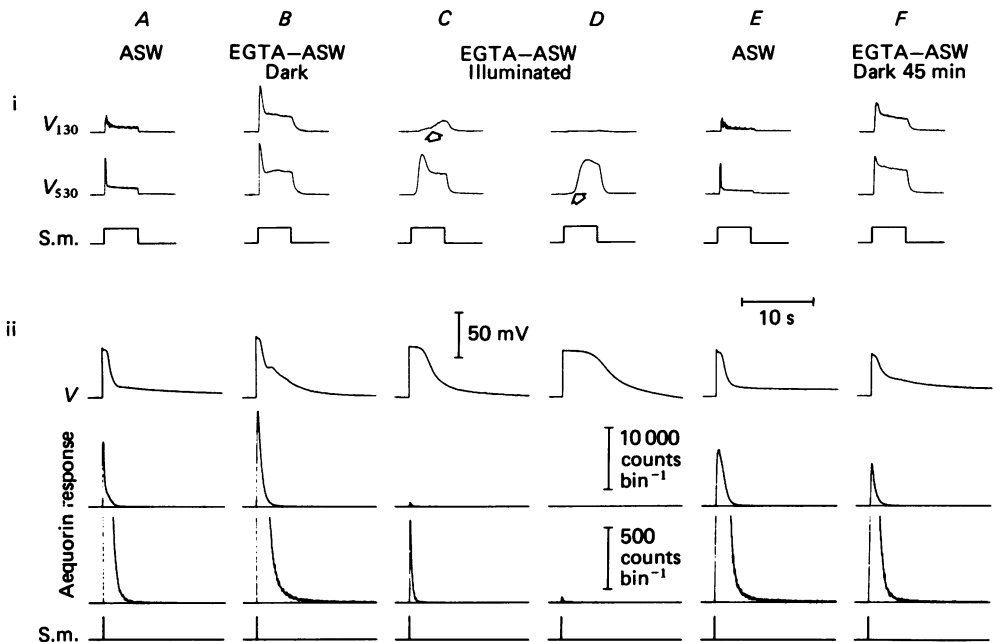 A B C D E F
ASW EGTA—ASW EGTA—ASW ASW EGTA—ASW
Dark Illuminated Dark 45 min
i
V130
V530
S.m.
10 s
ii
50 mV
V
Aequorin response
10 000
counts
bin−1
500
counts
bin−1
S.m.